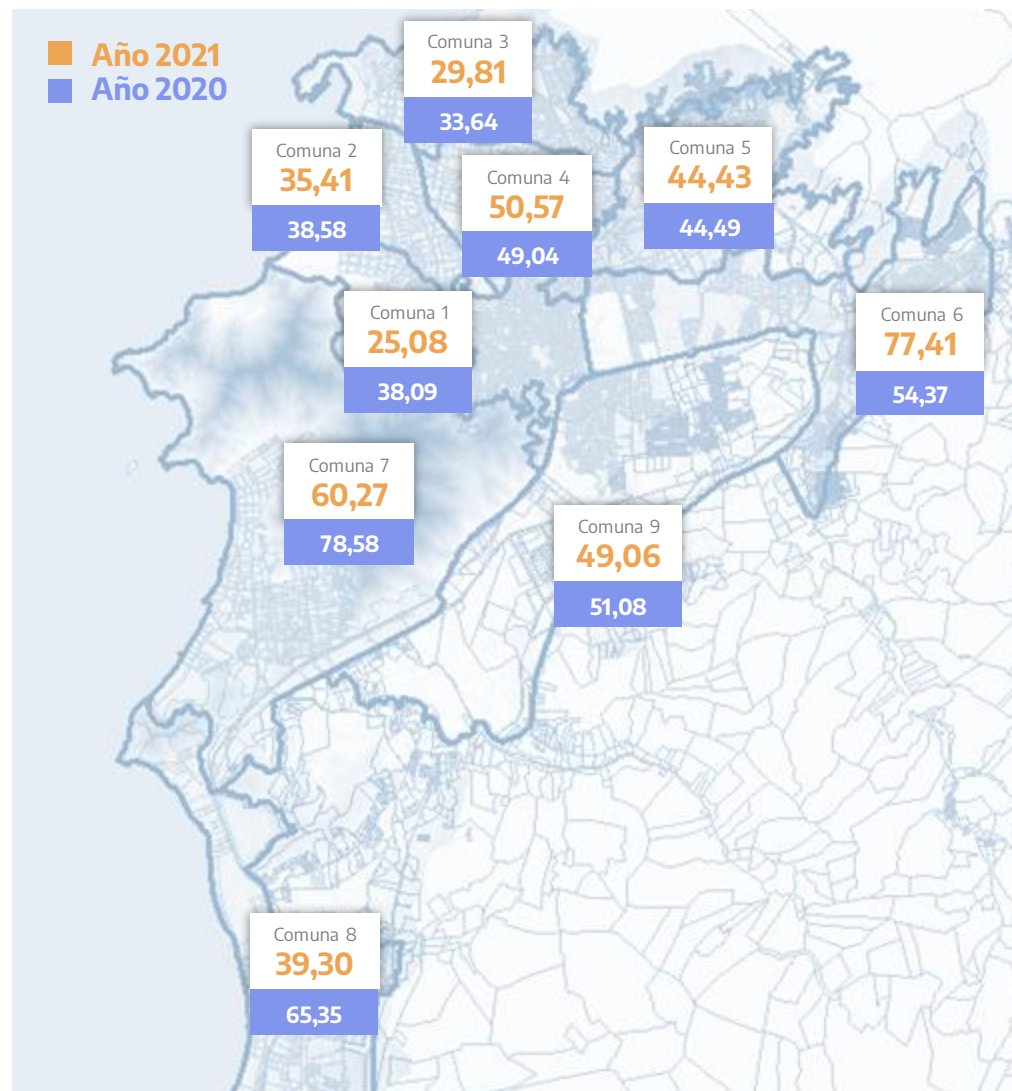 Año 2021
Año 2020
Comuna 3
29,81
33,64
Comuna 2
35,41
38,58
Comuna 4
50,57
49,04
Comuna 5
44,43
44,49
Comuna 1
25,08
38,09
Comuna 6
77,41
54,37
Comuna 7
60,27
78,58
Comuna 9
49,06
51,08
Comuna 8
39,30
65,35